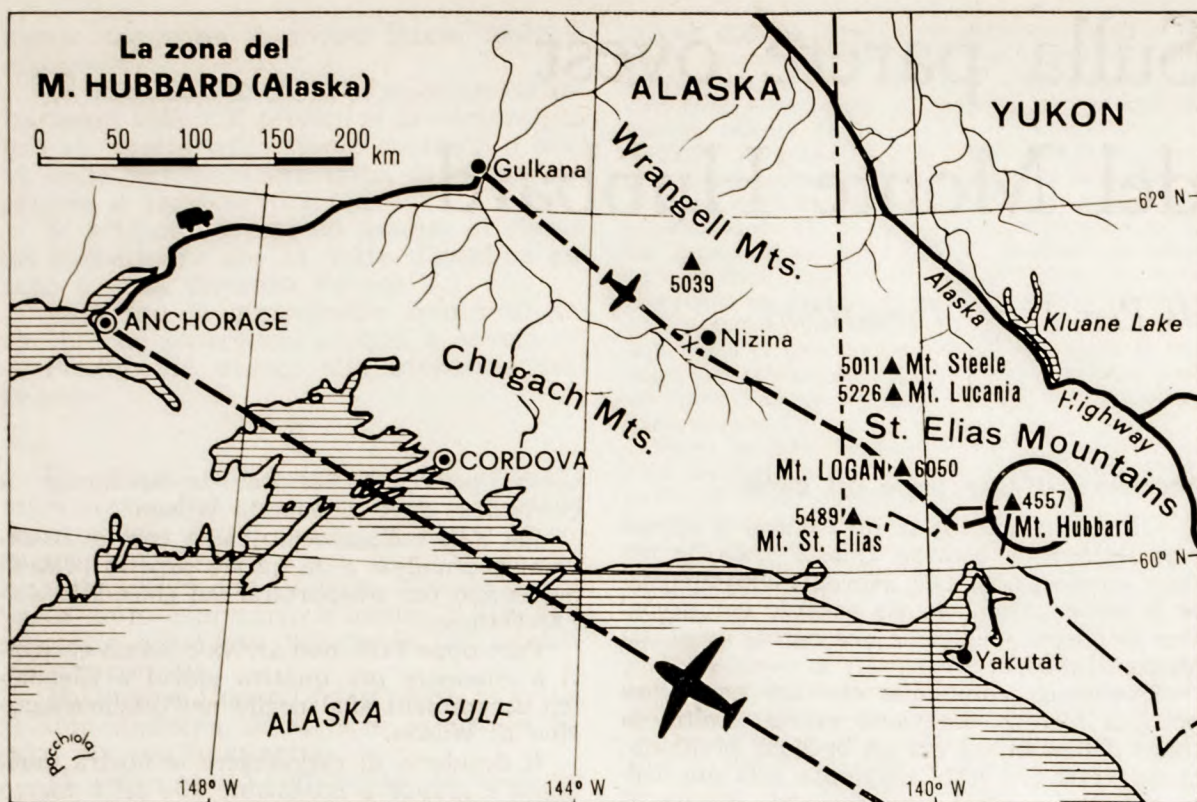 La zona del
M. HUBBARD (Alaska)
0 50 100 150 200 km
ALASKA
YUKON
Gulkana
62° N
Wrangell Mts.
5039
ANCHORAGE
Nizina
Alaska
Highway
Kluane Lake
Chugach Mts.
5011 Mt. Steele
5226 Mt. Lucania
St. Elias Mountains
CORDOVA
Mt. LOGAN 6050
4557
Mt. Hubbard
5489
Mt. St. Elias
60° N
Yakutat
ALASKA GULF
pocchiola
148° W
144° W
140° W